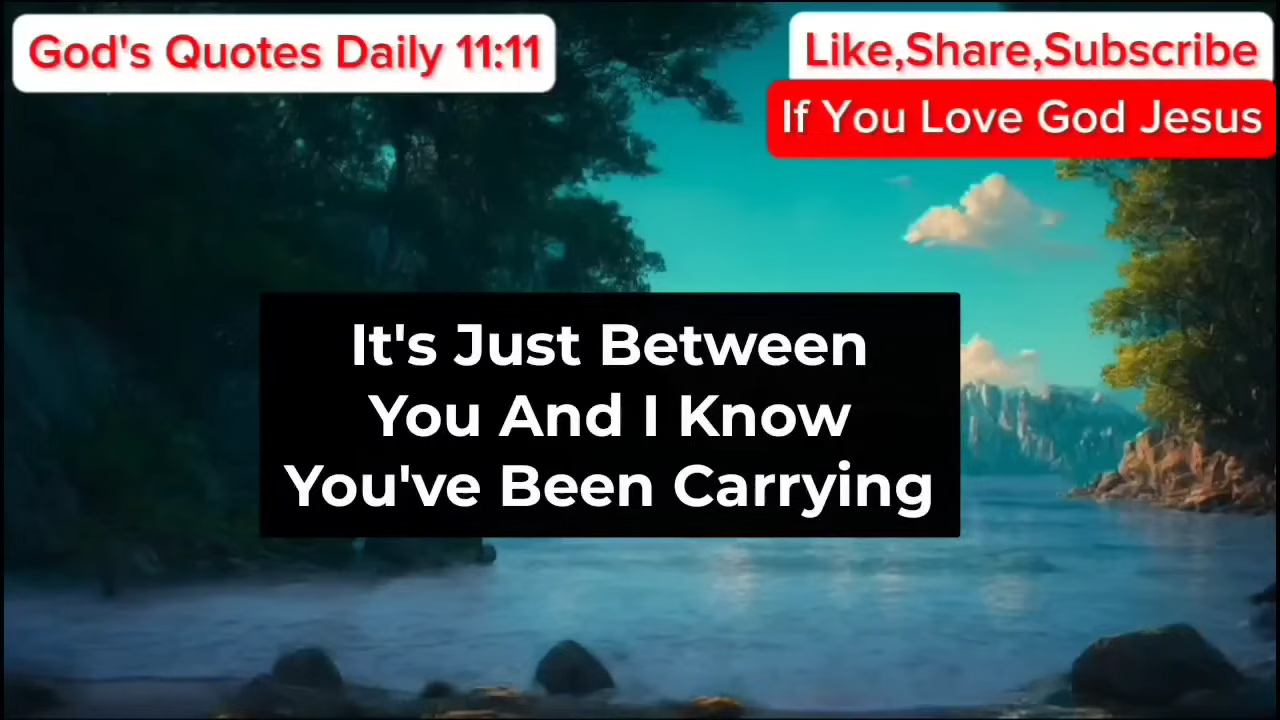 God's Quotes Daily 11:11
Like,Share,Subscribe
If You Love God Jesus
It's Just Between
You And I Know
You've Been Carrying